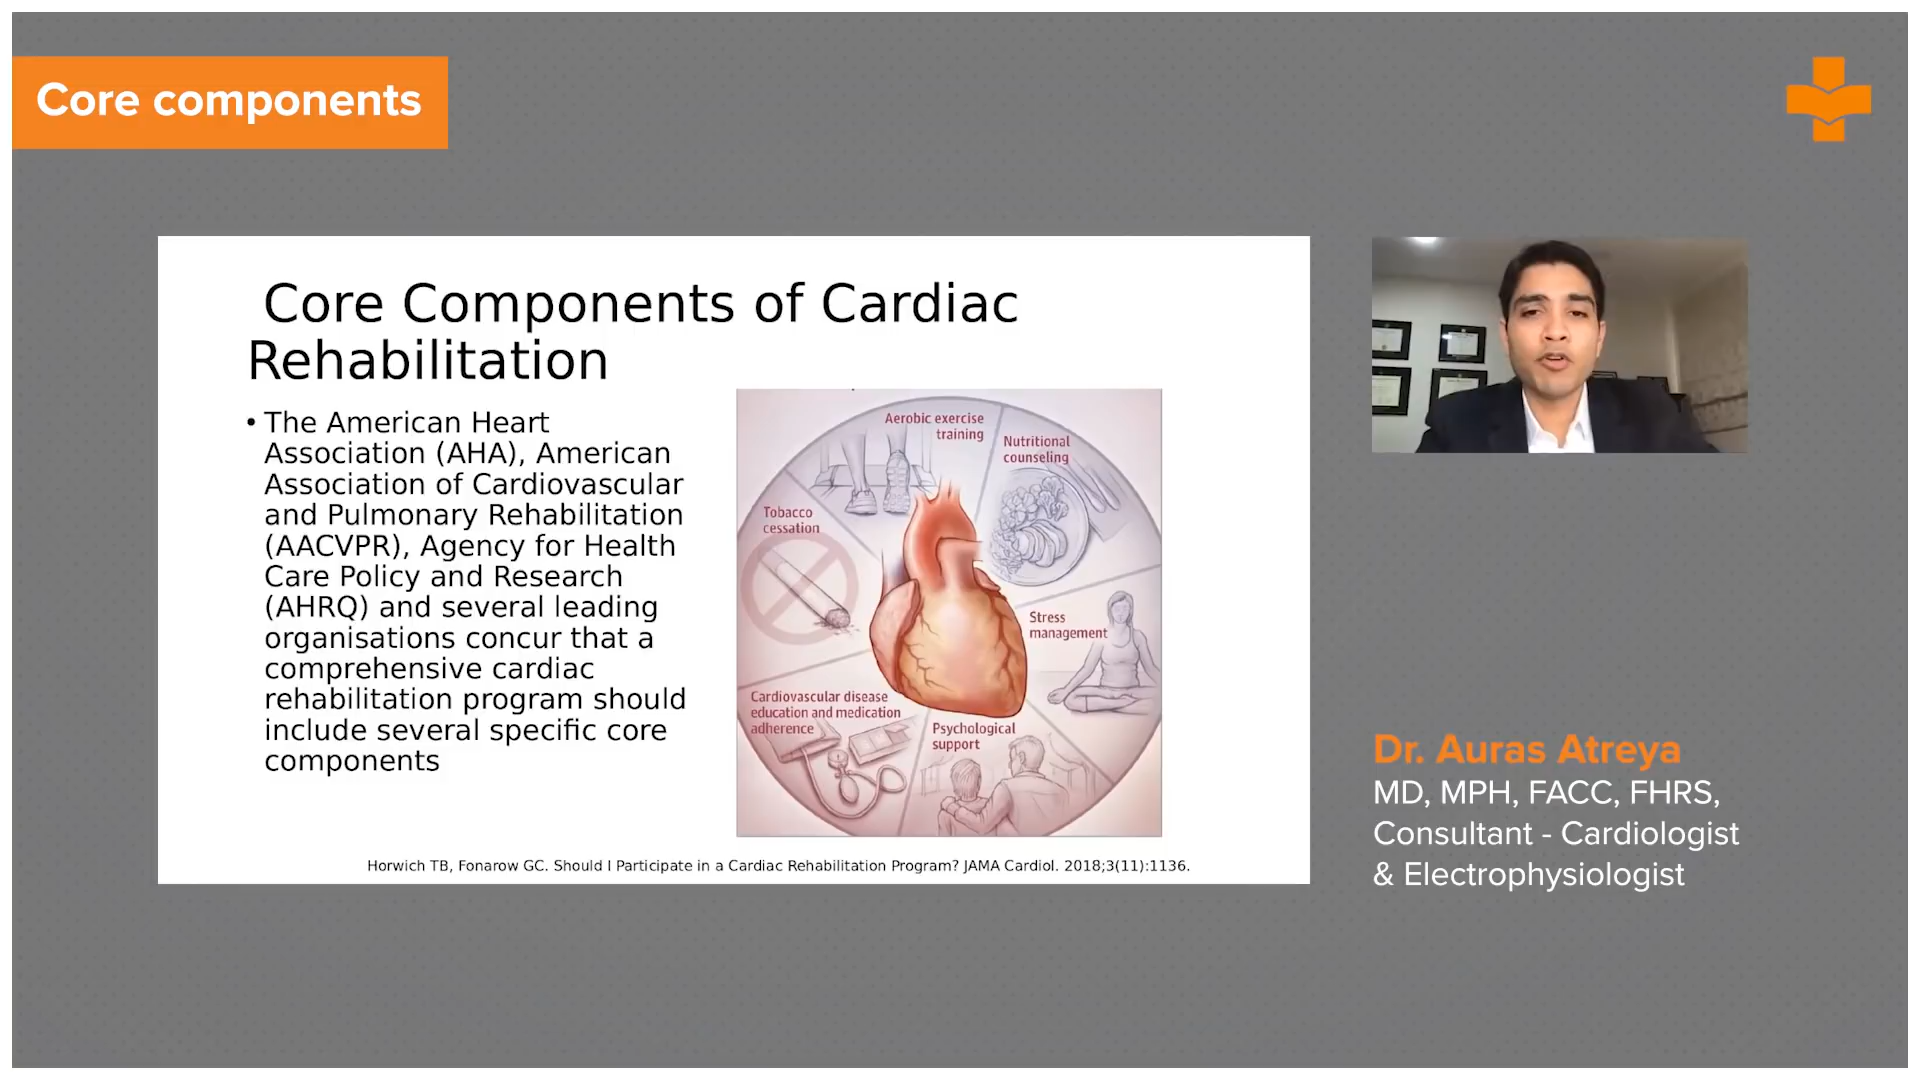 Core components
Core Components of Cardiac
Rehabilitation
• The American Heart
Association (AHA), American
Association of Cardiovascular
and Pulmonary Rehabilitation
(AACVPR), Agency for Health
Care Policy and Research
(AHRQ) and several leading
organisations concur that a
comprehensive cardiac
rehabilitation program should
include several specific core
components
Aerobic exercise
training
Nutritional
counseling
Tobacco
cessation
Stress
management
Cardiovascular disease
education and medication
adherence
Psychological
support
Horwich TB, Fonarow GC. Should I Participate in a Cardiac Rehabilitation Program? JAMA Cardiol. 2018;3(11):1136.
Dr. Auras Atreya
MD, MPH, FACC, FHRS,
Consultant - Cardiologist
& Electrophysiologist